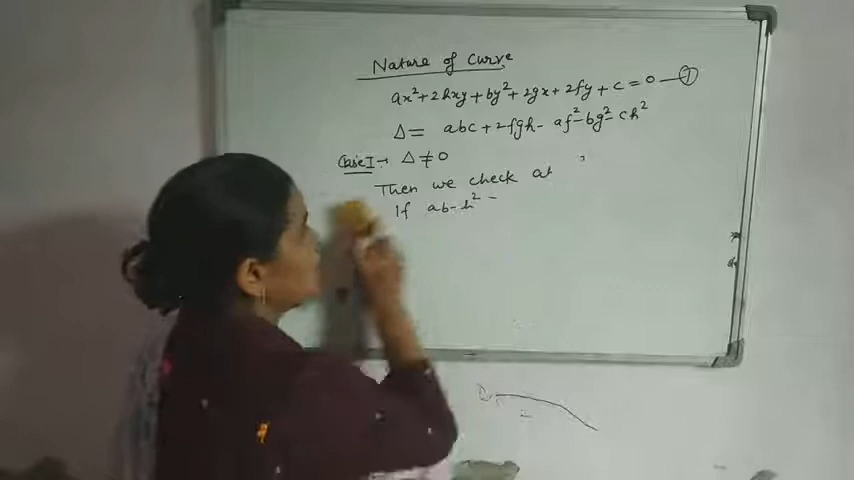 Nature of Curve
ax²+2hxy+by²+2gx+2fy+c=0 —①
Δ= abc+2fgh-af²-bg²-ch²
Case I:→ Δ≠0
Then we check at
If ab-h² -